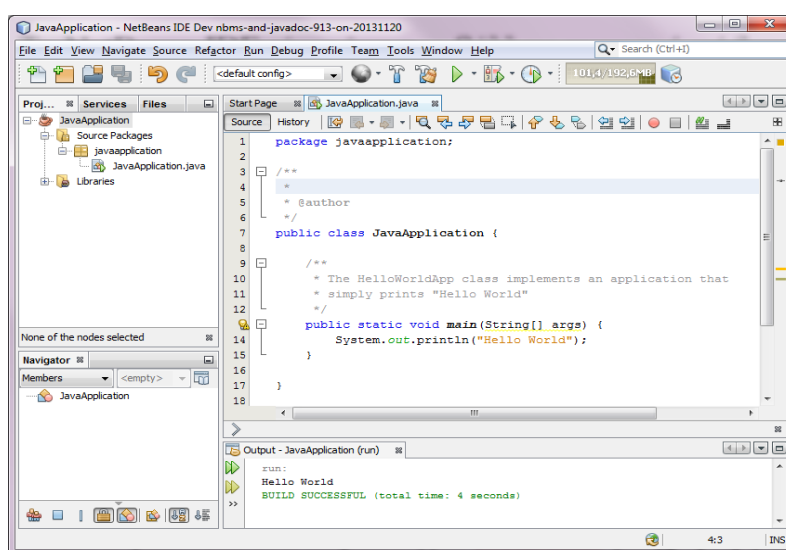 JavaApplication - NetBeans IDE Dev nbms-and-javadoc-913-on-20131120
File Edit View Navigate Source Refactor Run Debug Profile Team Tools Window Help
Search (Ctrl+I)
<default config>
101,4/192,6MB
Proj... Services Files
JavaApplication
Source Packages
javaapplication
JavaApplication.java
Libraries
None of the nodes selected
Navigator
Members
<empty>
JavaApplication
Start Page JavaApplication.java
Source History
1 package javaapplication;
2
3 /**
4 *
5 * @author
6 */
7 public class JavaApplication {
8
9 /**
10 * The HelloWorldApp class implements an application that
11 * simply prints "Hello World"
12 */
public static void main(String[] args) {
14 System.out.println("Hello World");
15 }
16
17 }
18
Output - JavaApplication (run)
run:
Hello World
BUILD SUCCESSFUL (total time: 4 seconds)
4:3 INS